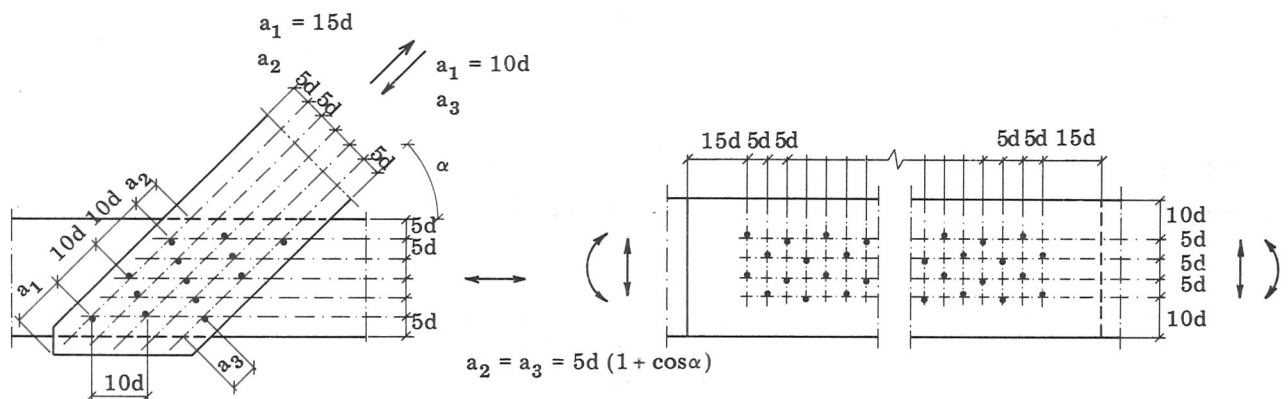 a1 = 15d
a2
a1 = 10d
a3
5d
5d
5d
α
a2
10d
10d
a1
5d
5d
5d
a3
10d
a2 = a3 = 5d (1 + cosα)
15d 5d 5d
5d 5d 15d
10d
5d
5d
5d
10d